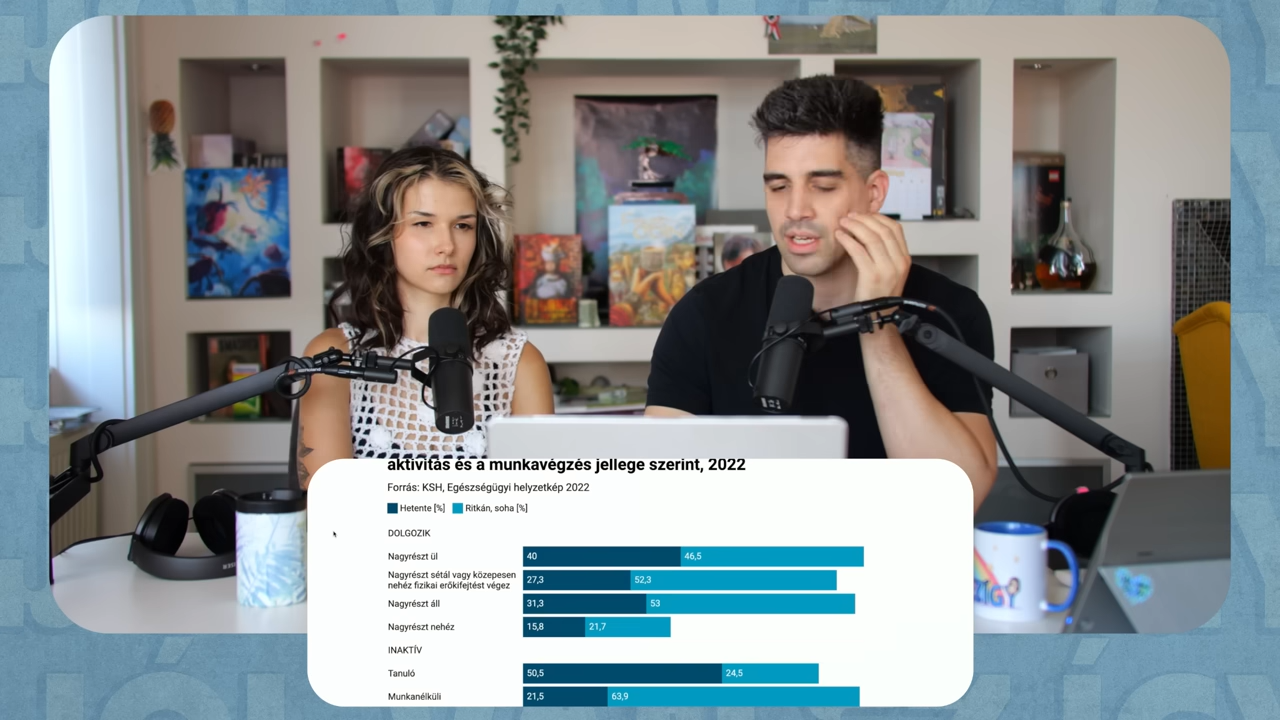 aktivitás és a munkavégzés jellege szerint, 2022
Forrás: KSH, Egészségügyi helyzetkép 2022
Hetente [%] Ritkán, soha [%]
DOLGOZIK
Nagyrészt ül 40 46,5
Nagyrészt sétál vagy közepesen
nehéz fizikai erőkifejtést végez 27,3 52,3
Nagyrészt áll 31,3 53
Nagyrészt nehéz 15,8 21,7
INAKTÍV
Tanuló 50,5 24,5
Munkanélküli 21,5 63,9